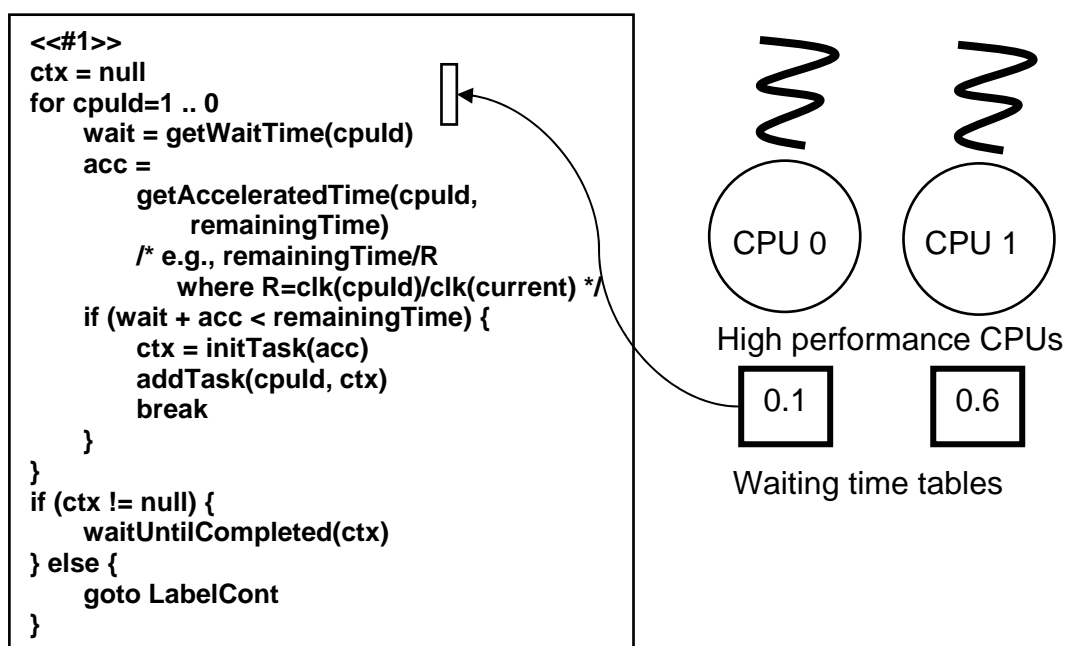 <<#1>>
ctx = null
for cpuId=1 .. 0
wait = getWaitTime(cpuId)
acc =
getAcceleratedTime(cpuId,
remainingTime)
/* e.g., remainingTime/R
where R=clk(cpuId)/clk(current) */
if (wait + acc < remainingTime) {
ctx = initTask(acc)
addTask(cpuId, ctx)
break
}
}
if (ctx != null) {
waitUntilCompleted(ctx)
} else {
goto LabelCont
}
CPU 0
CPU 1
High performance CPUs
0.1
0.6
Waiting time tables